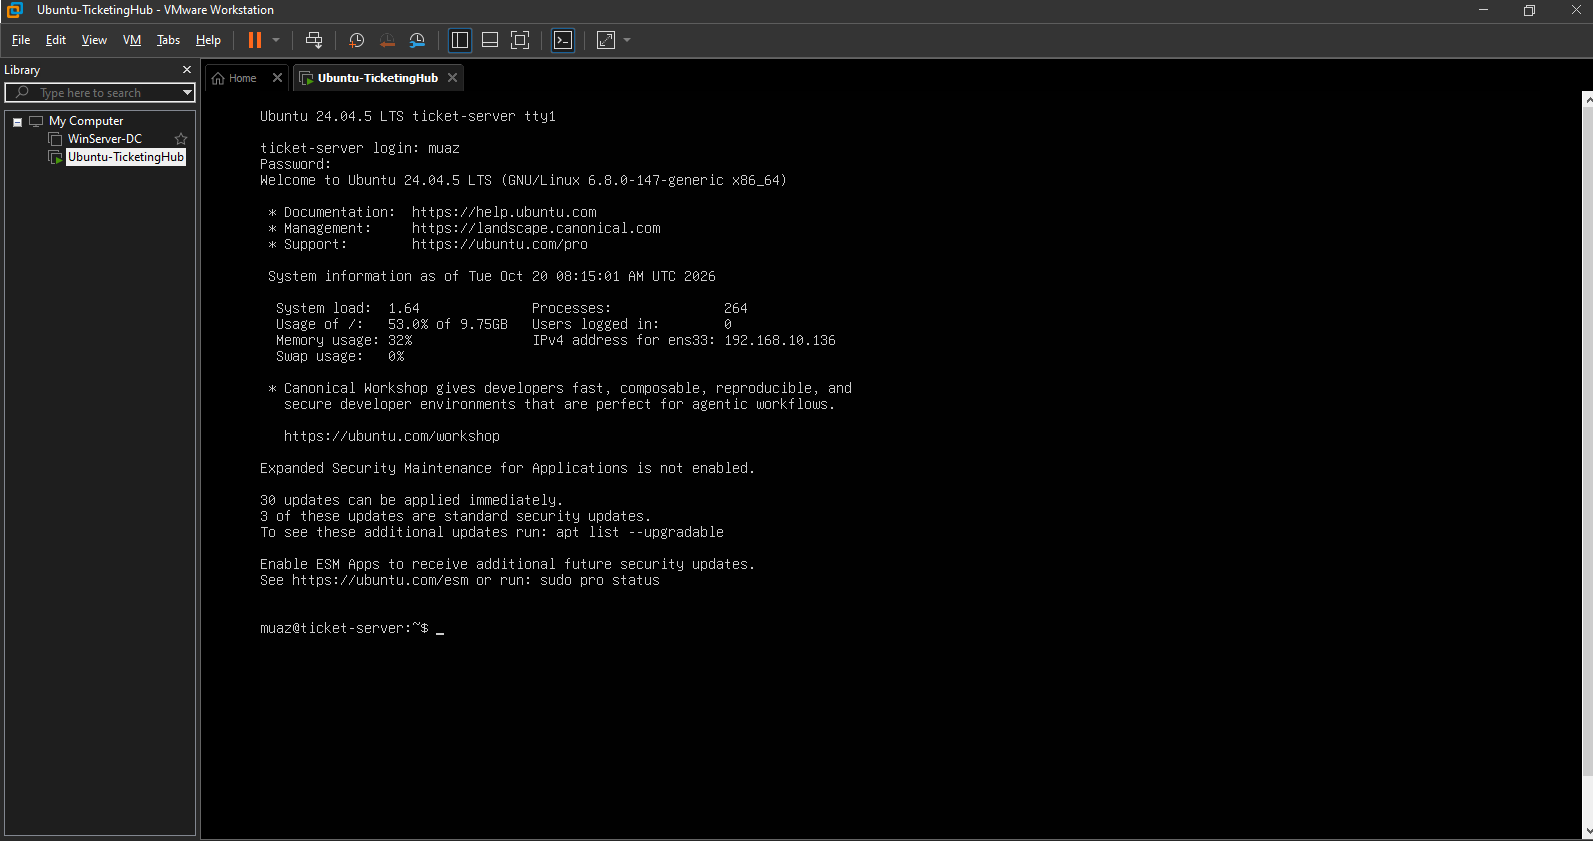 Ubuntu-TicketingHub - VMware Workstation
File Edit View VM Tabs Help
Library
Type here to search
My Computer
WinServer-DC
Ubuntu-TicketingHub
Home
Ubuntu-TicketingHub
Ubuntu 24.04.5 LTS ticket-server tty1
ticket-server login: muaz
Password:
Welcome to Ubuntu 24.04.5 LTS (GNU/Linux 6.8.0-147-generic x86_64)
* Documentation: https://help.ubuntu.com
* Management: https://landscape.canonical.com
* Support: https://ubuntu.com/pro
System information as of Tue Oct 20 08:15:01 AM UTC 2026
System load: 1.64 Processes: 264
Usage of /: 53.0% of 9.75GB Users logged in: 0
Memory usage: 32% IPv4 address for ens33: 192.168.10.136
Swap usage: 0%
* Canonical Workshop gives developers fast, composable, reproducible, and
secure developer environments that are perfect for agentic workflows.
https://ubuntu.com/workshop
Expanded Security Maintenance for Applications is not enabled.
30 updates can be applied immediately.
3 of these updates are standard security updates.
To see these additional updates run: apt list --upgradable
Enable ESM Apps to receive additional future security updates.
See https://ubuntu.com/esm or run: sudo pro status
muaz@ticket-server:~$ _